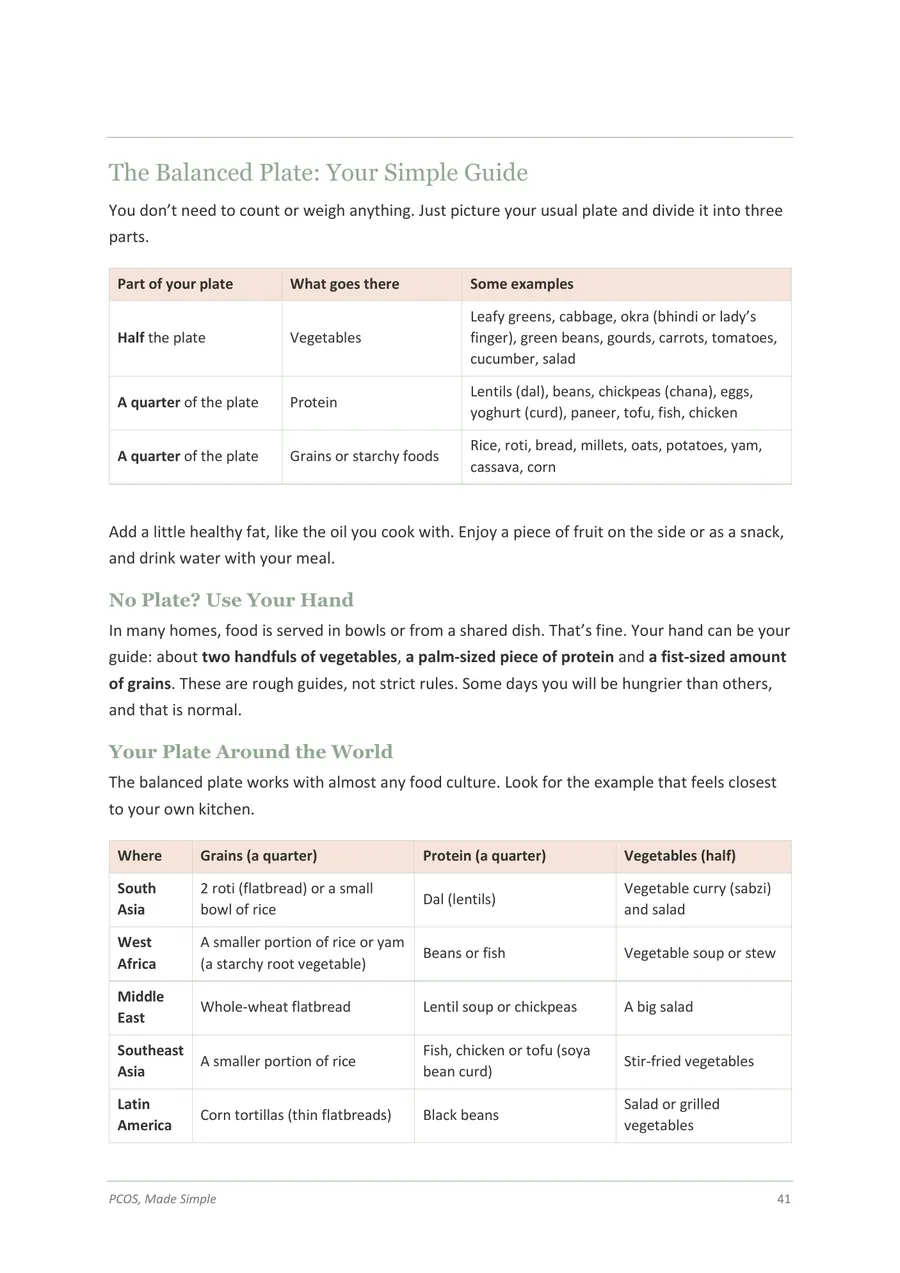 The Balanced Plate: Your Simple Guide
You don’t need to count or weigh anything. Just picture your usual plate and divide it into three
parts.
Part of your plate What goes there Some examples
Half the plate Vegetables Leafy greens, cabbage, okra (bhindi or lady’s
finger), green beans, gourds, carrots, tomatoes,
cucumber, salad
A quarter of the plate Protein Lentils (dal), beans, chickpeas (chana), eggs,
yoghurt (curd), paneer, tofu, fish, chicken
A quarter of the plate Grains or starchy foods Rice, roti, bread, millets, oats, potatoes, yam,
cassava, corn
Add a little healthy fat, like the oil you cook with. Enjoy a piece of fruit on the side or as a snack,
and drink water with your meal.
No Plate? Use Your Hand
In many homes, food is served in bowls or from a shared dish. That’s fine. Your hand can be your
guide: about two handfuls of vegetables, a palm-sized piece of protein and a fist-sized amount
of grains. These are rough guides, not strict rules. Some days you will be hungrier than others,
and that is normal.
Your Plate Around the World
The balanced plate works with almost any food culture. Look for the example that feels closest
to your own kitchen.
Where Grains (a quarter) Protein (a quarter) Vegetables (half)
South
Asia
2 roti (flatbread) or a small
bowl of rice
Dal (lentils)
Vegetable curry (sabzi)
and salad
West
Africa
A smaller portion of rice or yam
(a starchy root vegetable)
Beans or fish
Vegetable soup or stew
Middle
East
Whole-wheat flatbread
Lentil soup or chickpeas
A big salad
Southeast
Asia
A smaller portion of rice
Fish, chicken or tofu (soya
bean curd)
Stir-fried vegetables
Latin
America
Corn tortillas (thin flatbreads)
Black beans
Salad or grilled
vegetables
PCOS, Made Simple 41